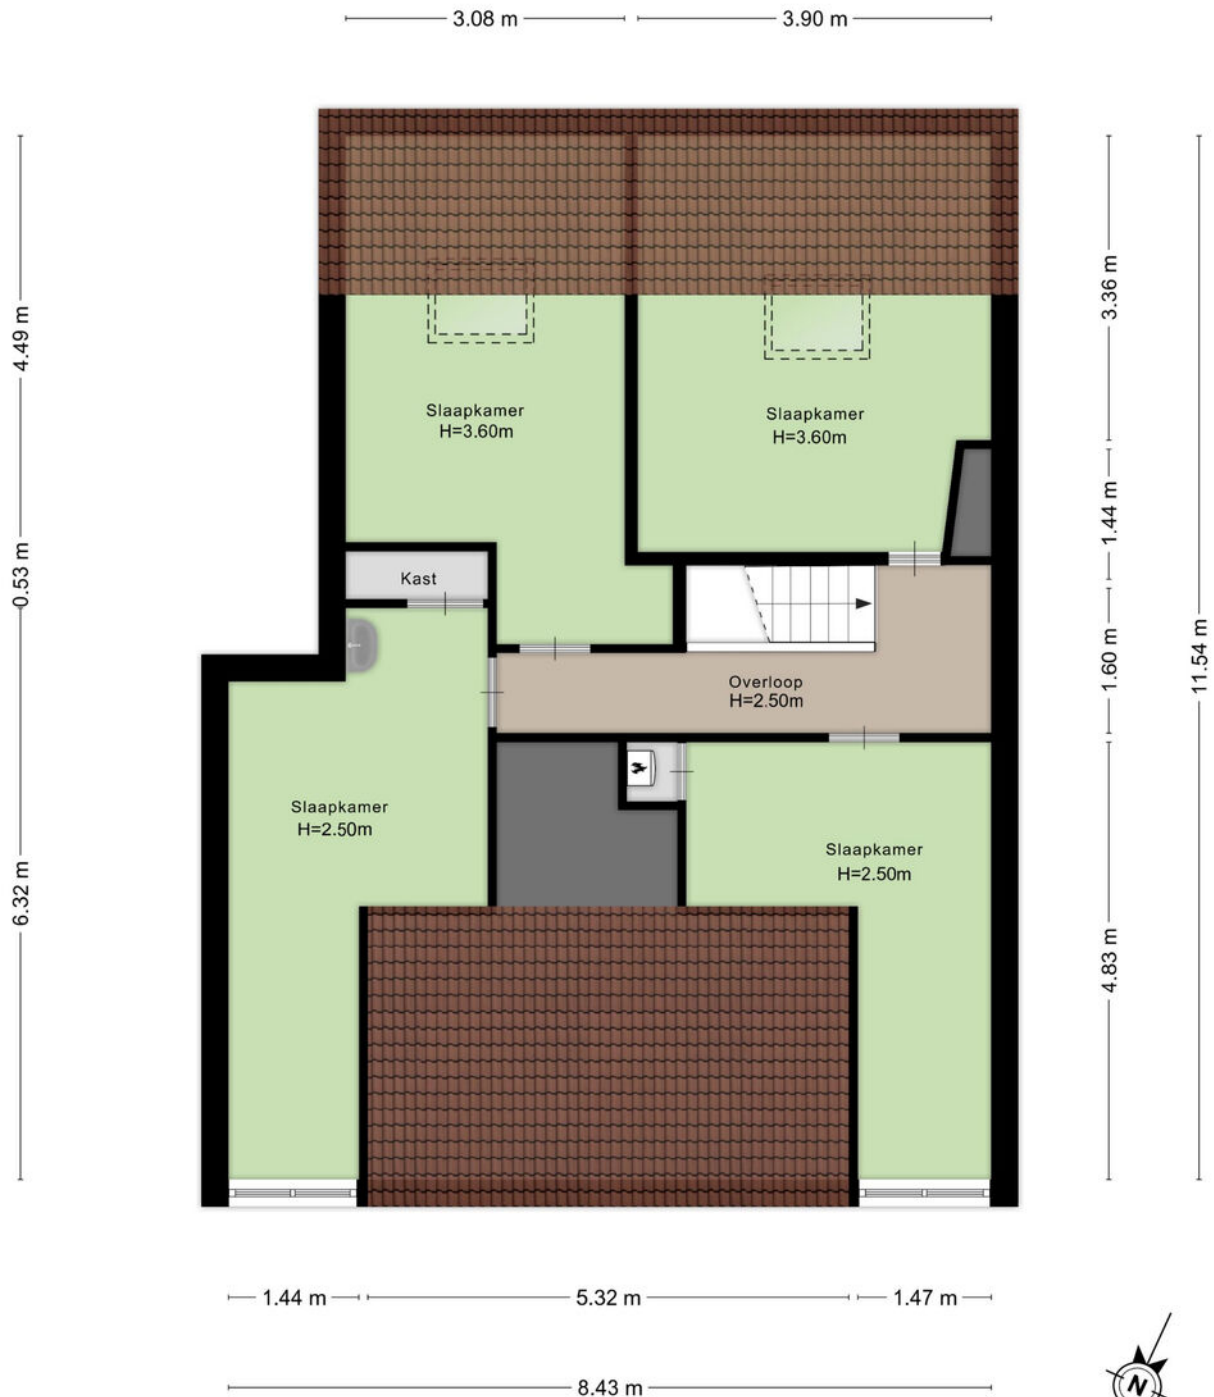 3.08 m
3.90 m
3.36 m
4.49 m
Slaapkamer
H=3.60m
Slaapkamer
H=3.60m
1.44 m
0.53 m
Kast
1.60 m
11.54 m
Overloop
H=2.50m
Slaapkamer
H=2.50m
Slaapkamer
H=2.50m
6.32 m
4.83 m
1.44 m
5.32 m
1.47 m
8.43 m
N